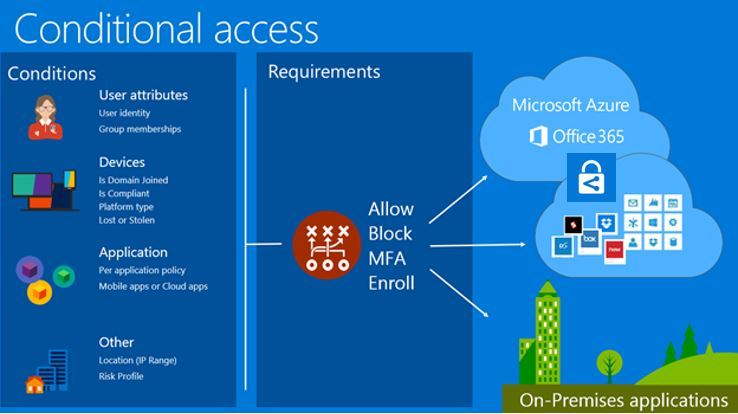 Conditional access
Conditions
User attributes
User identity
Group memberships
Devices
Is Domain Joined
Is Compliant
Platform type
Lost or Stolen
Application
Per application policy
Mobile apps or Cloud apps
Other
Location (IP Range)
Risk Profile
Requirements
Allow
Block
MFA
Enroll
Microsoft Azure
Office 365
box
On-Premises applications